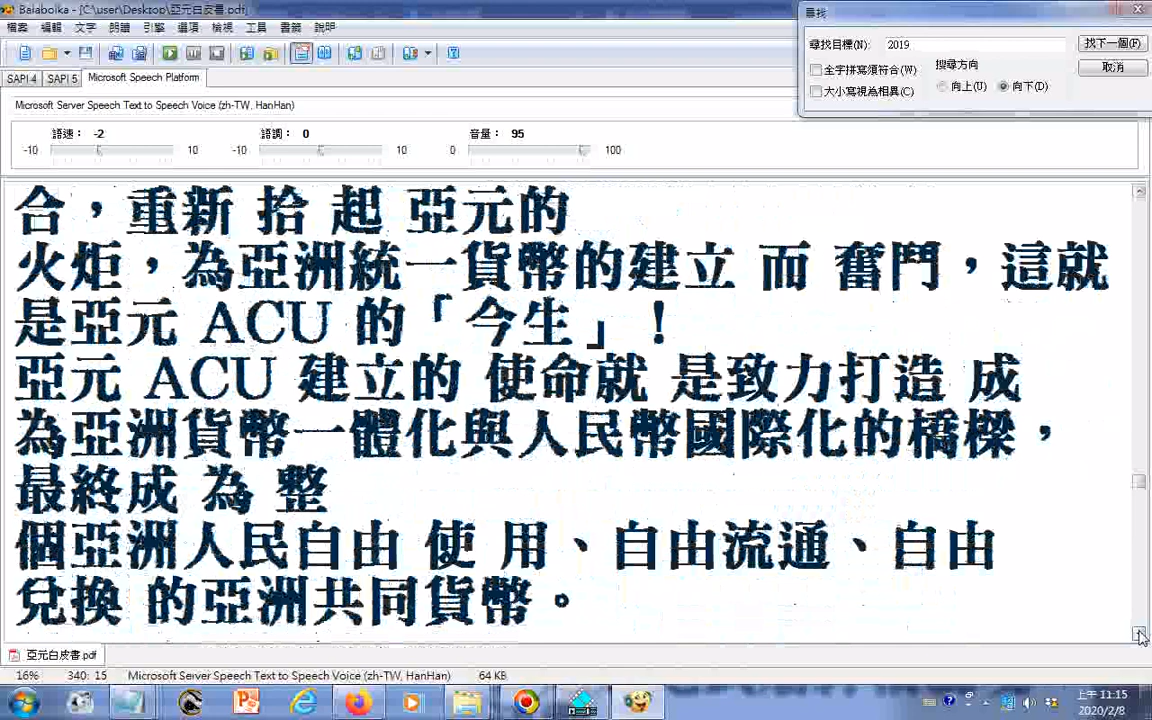 Balabolka - [C:\user\Desktop\亞元白皮書.pdf]
檔案 編輯 文字 朗讀 引擎 選項 檢視 工具 書籤 說明
SAPI 4 SAPI 5 Microsoft Speech Platform
Microsoft Server Speech Text to Speech Voice (zh-TW, HanHan)
語速： -2 語調： 0 音量： 95
-10 10 -10 10 0 100
尋找
尋找目標(N): 2019 找下一個(F)
全字拼寫須符合(W) 搜尋方向 取消
大小寫視為相異(C) 向上(U) 向下(D)
合，重新 拾 起 亞元的
火炬，為亞洲統一貨幣的建立 而 奮鬥，這就
是亞元 ACU 的「今生」！
亞元 ACU 建立的 使命就 是致力打造 成
為亞洲貨幣一體化與人民幣國際化的橋樑，
最終成 為 整
個亞洲人民自由 使 用、自由流通、自由
兌換 的亞洲共同貨幣。
亞元白皮書.pdf
16% 340: 15 Microsoft Server Speech Text to Speech Voice (zh-TW, HanHan) 64 KB
上午 11:15
2020/2/8